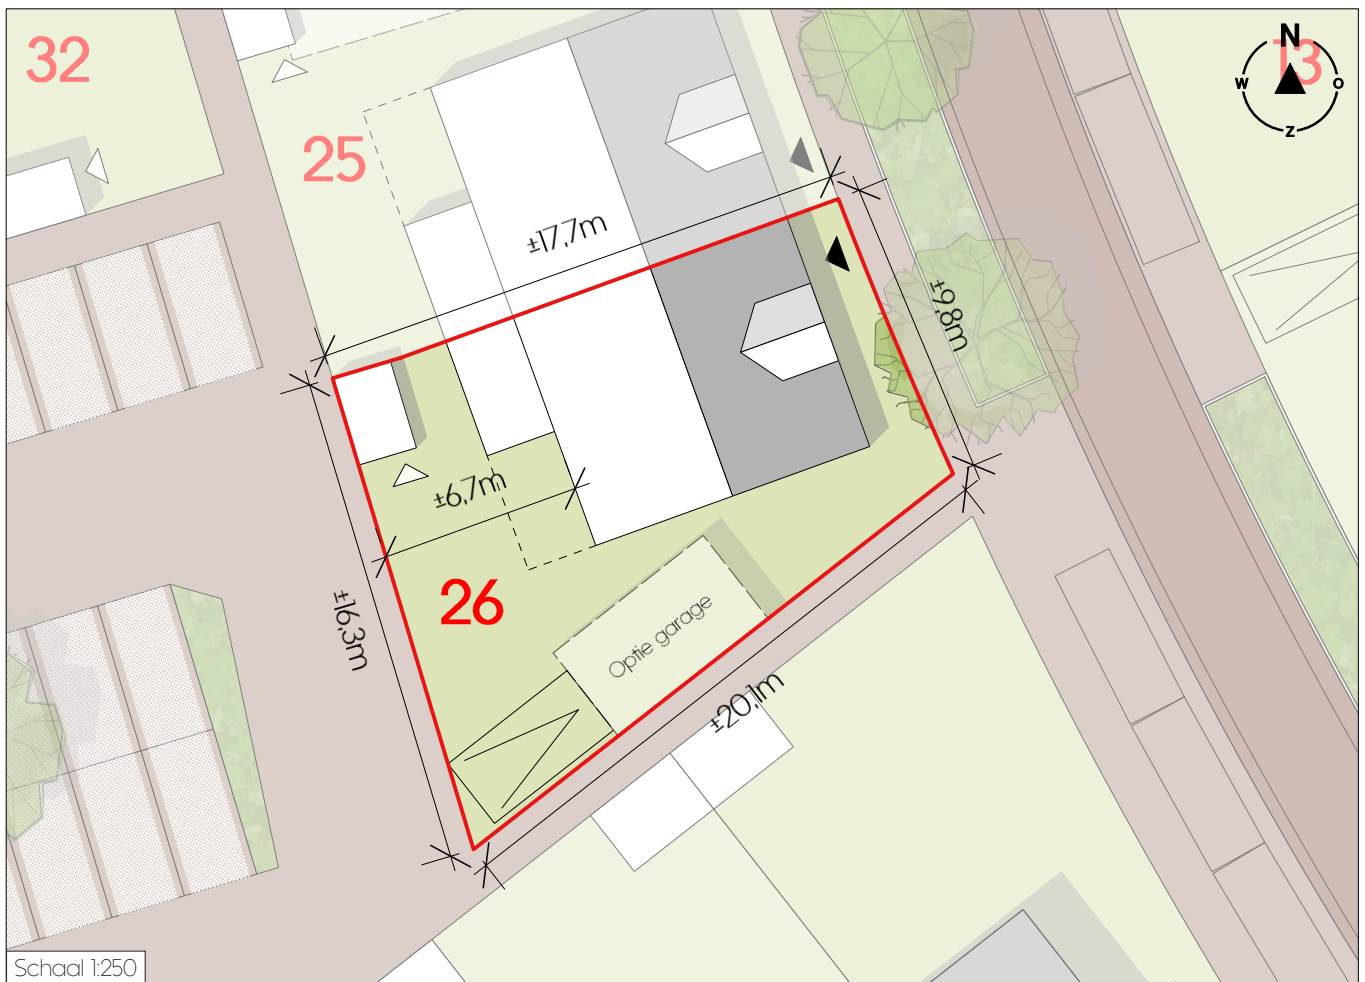 32
N
13
W
O
Z
25
±17,7m
±9,8m
±6,7m
26
±16,3m
Optie garage
±20,1m
Schaal 1:250